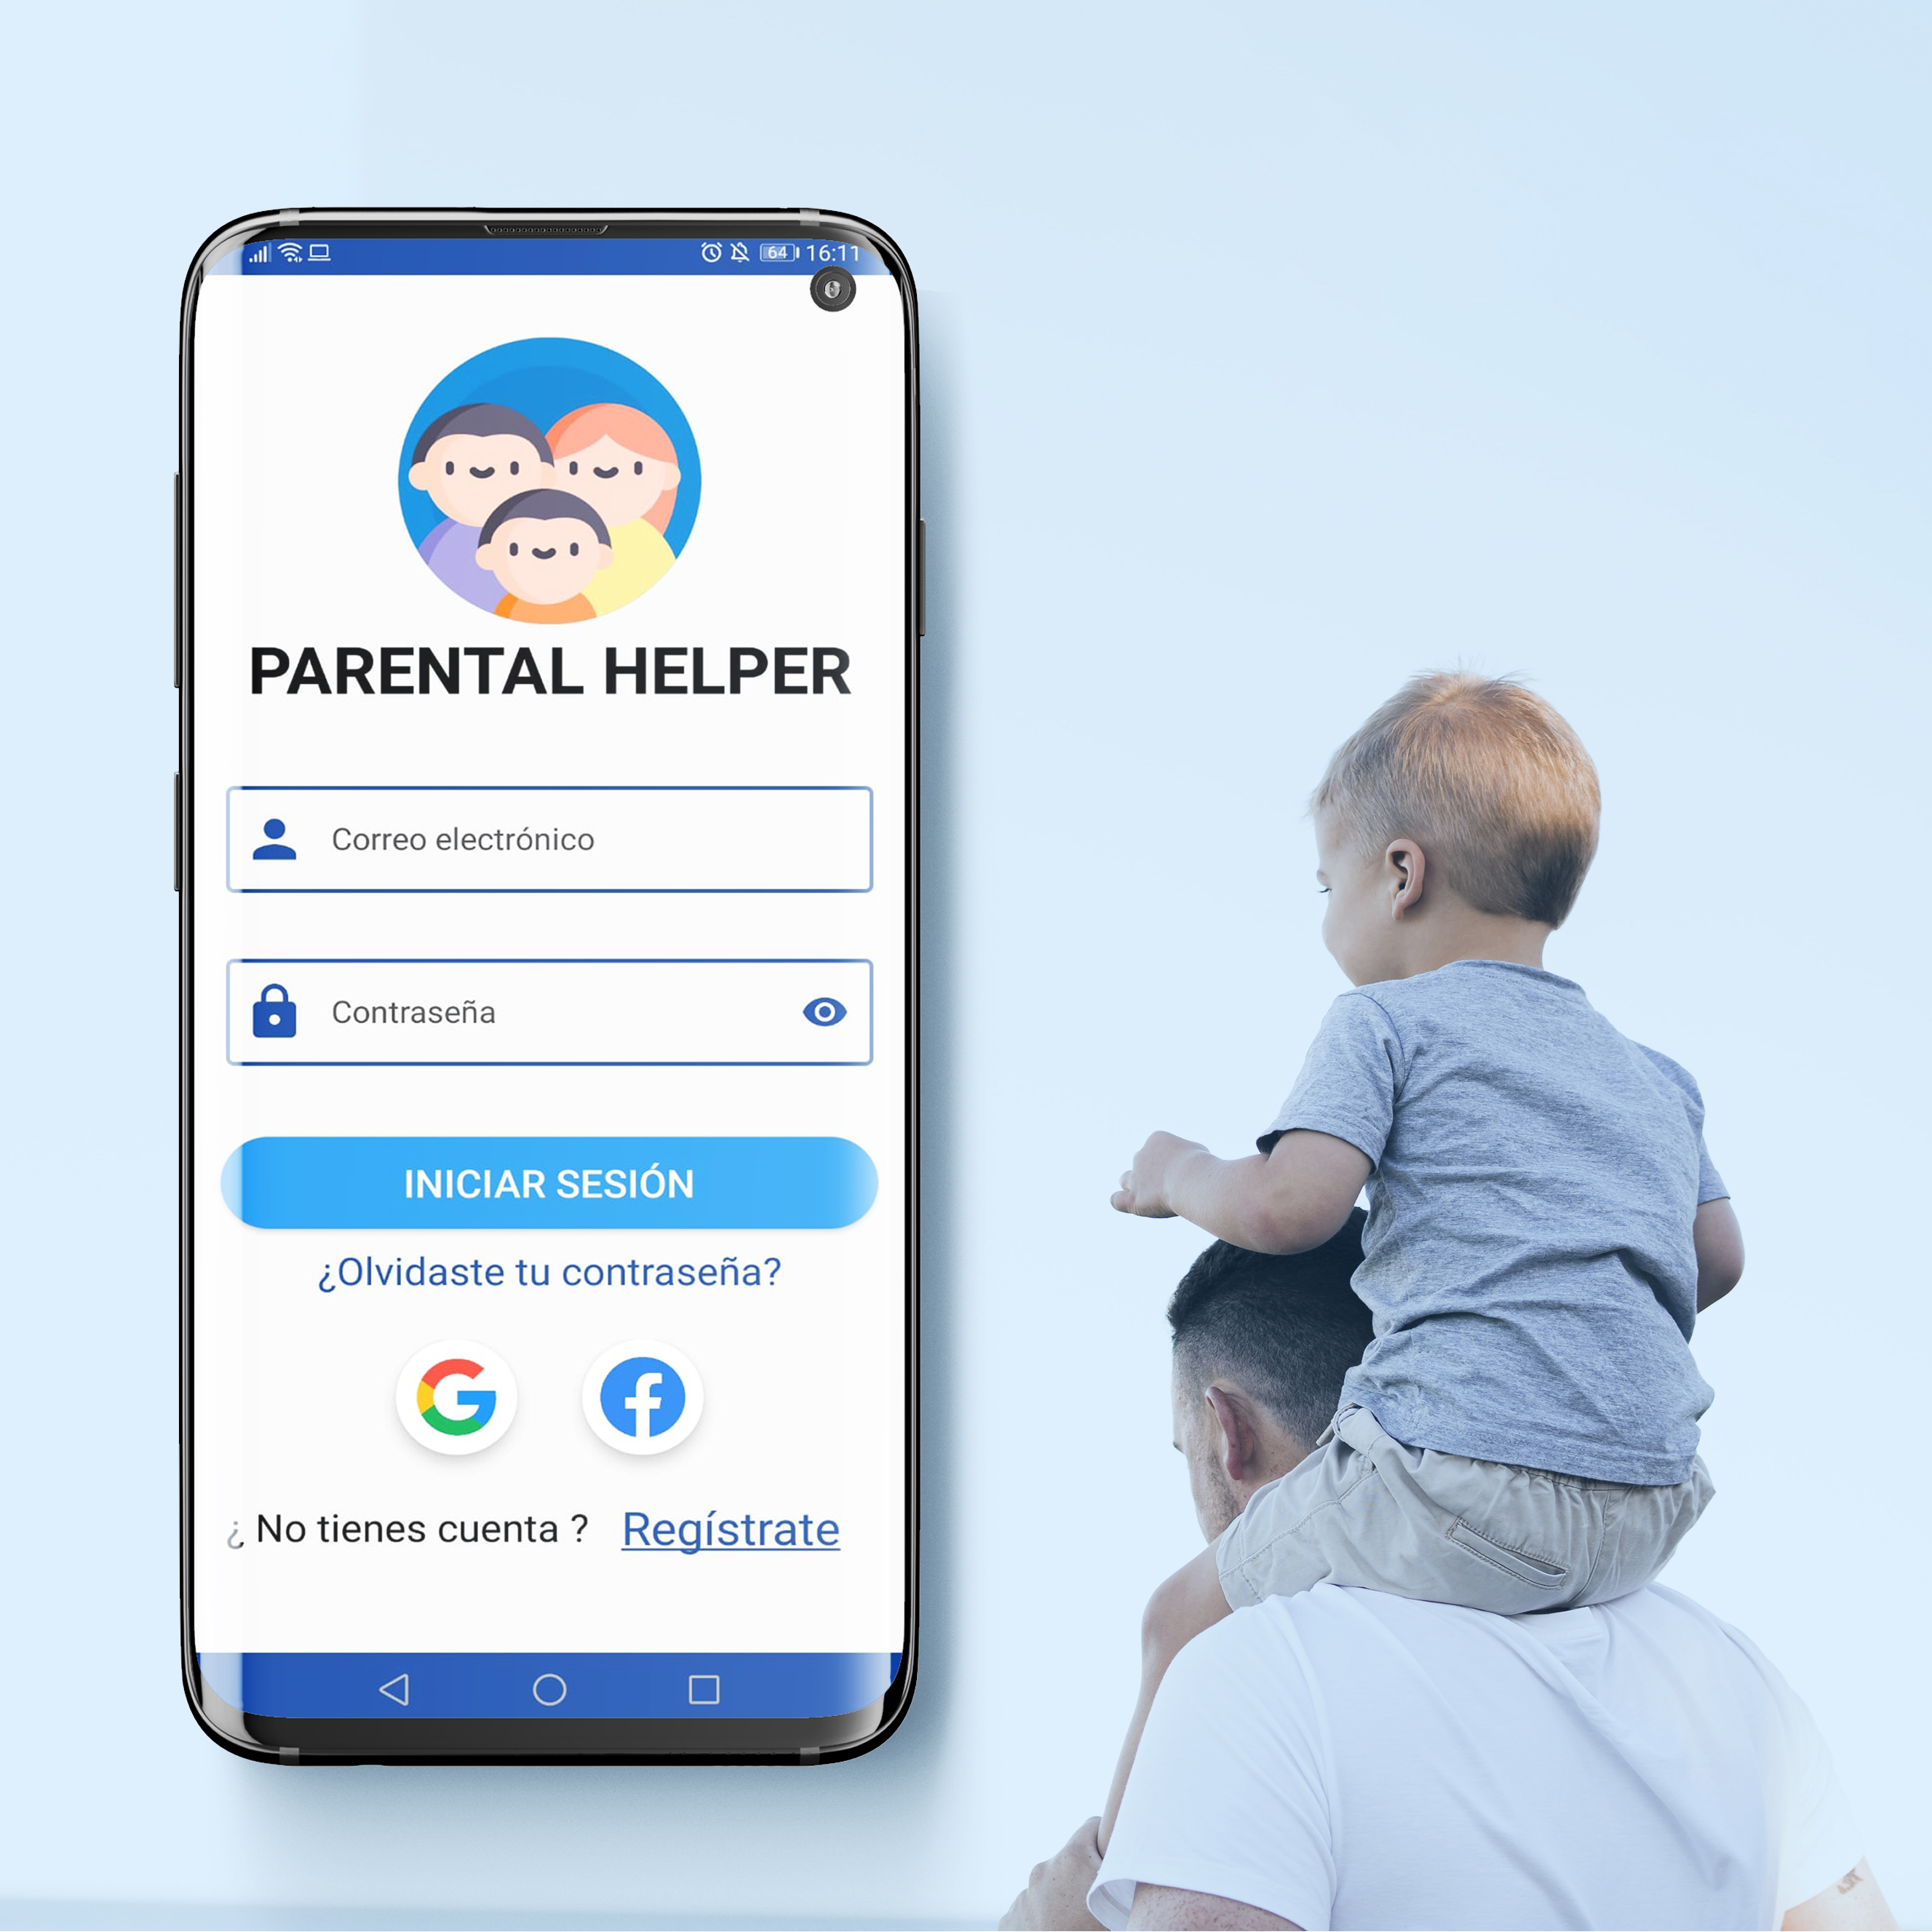 64 16:11
PARENTAL HELPER
Correo electrónico
Contraseña
INICIAR SESIÓN
¿Olvidaste tu contraseña?
¿ No tienes cuenta ? Regístrate